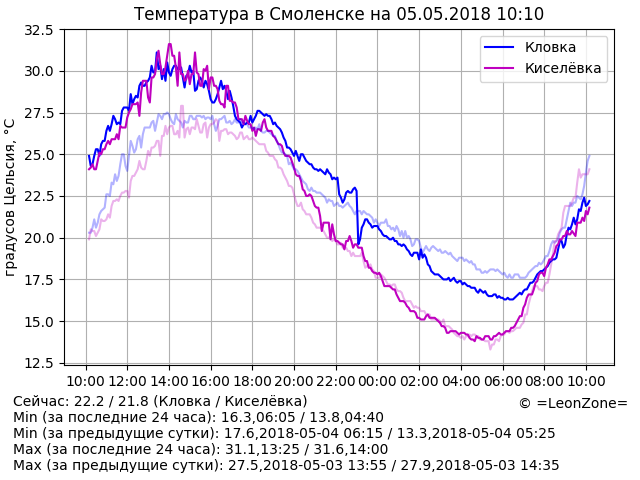 Температура в Смоленске на 05.05.2018 10:10
Кловка
Киселёвка
градусов Цельсия, °C
32.5
30.0
27.5
25.0
22.5
20.0
17.5
15.0
12.5
10:00 12:00 14:00 16:00 18:00 20:00 22:00 00:00 02:00 04:00 06:00 08:00 10:00
Сейчас: 22.2 / 21.8 (Кловка / Киселёвка)
© =LeonZone=
Min (за последние 24 часа): 16.3,06:05 / 13.8,04:40
Min (за предыдущие сутки): 17.6,2018-05-04 06:15 / 13.3,2018-05-04 05:25
Max (за последние 24 часа): 31.1,13:25 / 31.6,14:00
Max (за предыдущие сутки): 27.5,2018-05-03 13:55 / 27.9,2018-05-03 14:35